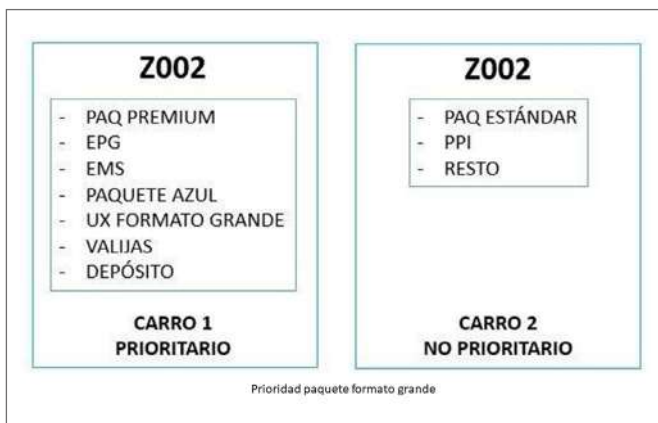 Z002
- PAQ PREMIUM
- EPG
- EMS
- PAQUETE AZUL
- UX FORMATO GRANDE
- VALIJAS
- DEPÓSITO
CARRO 1
PRIORITARIO
Z002
- PAQ ESTÁNDAR
- PPI
- RESTO
CARRO 2
NO PRIORITARIO
Prioridad paquete formato grande